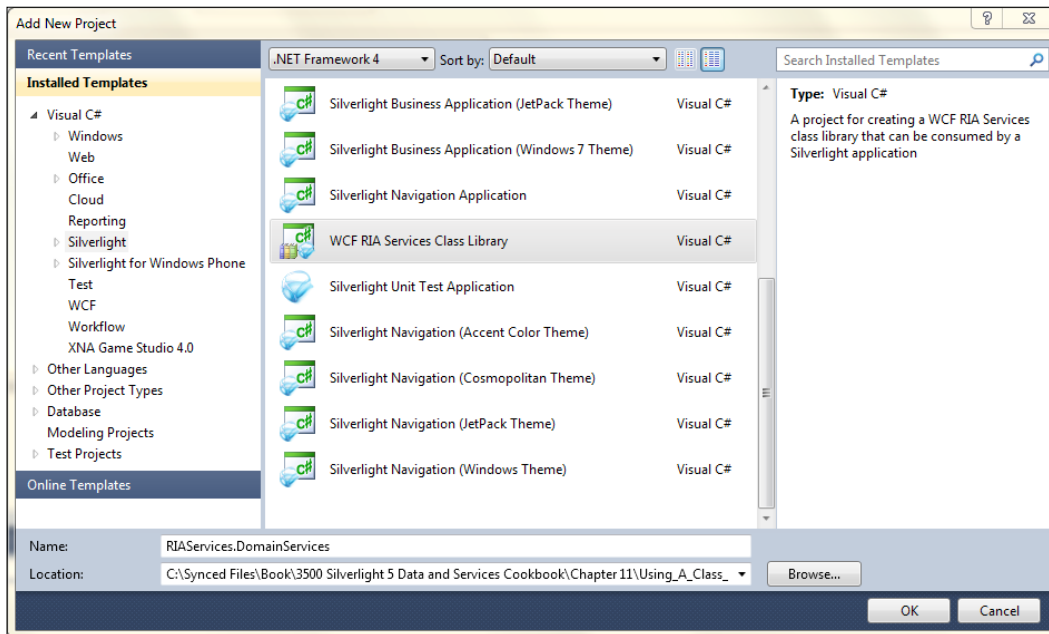 Add New Project
Recent Templates
Installed Templates
Visual C#
Windows
Web
Office
Cloud
Reporting
Silverlight
Silverlight for Windows Phone
Test
WCF
Workflow
XNA Game Studio 4.0
Other Languages
Other Project Types
Database
Modeling Projects
Test Projects
Online Templates
.NET Framework 4 Sort by: Default
Silverlight Business Application (JetPack Theme) Visual C#
Silverlight Business Application (Windows 7 Theme) Visual C#
Silverlight Navigation Application Visual C#
WCF RIA Services Class Library Visual C#
Silverlight Unit Test Application Visual C#
Silverlight Navigation (Accent Color Theme) Visual C#
Silverlight Navigation (Cosmopolitan Theme) Visual C#
Silverlight Navigation (JetPack Theme) Visual C#
Silverlight Navigation (Windows Theme) Visual C#
Search Installed Templates
Type: Visual C#
A project for creating a WCF RIA Services
class library that can be consumed by a
Silverlight application
Name: RIAServices.DomainServices
Location: C:\Synced Files\Book\3500 Silverlight 5 Data and Services Cookbook\Chapter 11\Using_A_Class_
Browse...
OK Cancel